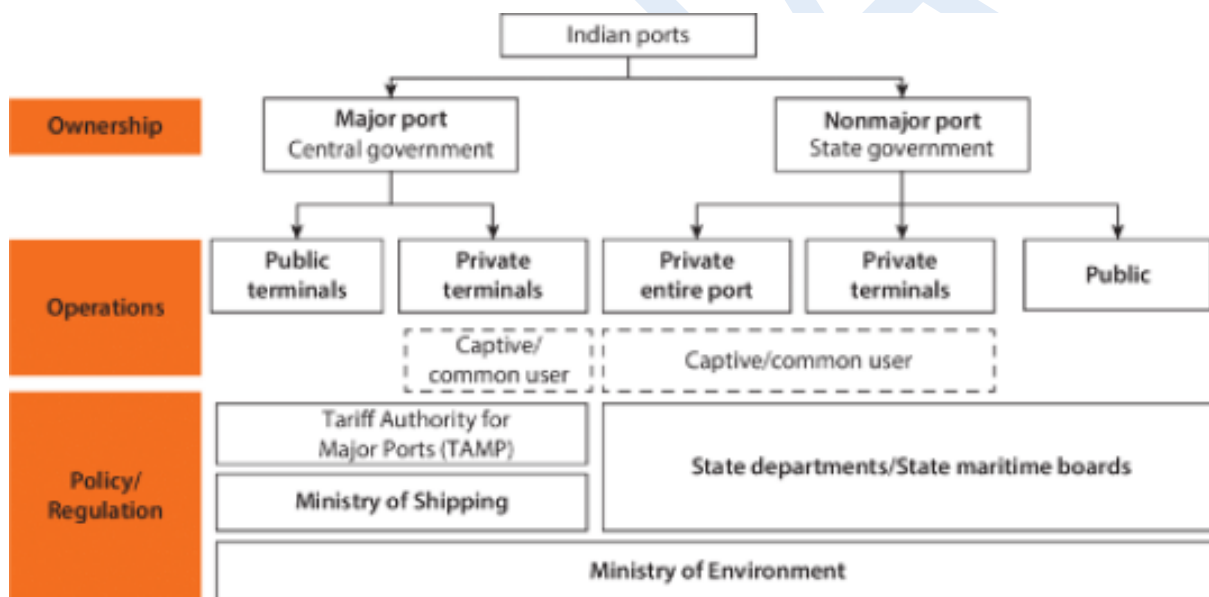 Indian ports
Ownership
Major port
Central government
Nonmajor port
State government
Operations
Public
terminals
Private
terminals
Private
entire port
Private
terminals
Public
Captive/
common user
Captive/common user
Policy/
Regulation
Tariff Authority for
Major Ports (TAMP)
Ministry of Shipping
State departments/State maritime boards
Ministry of Environment